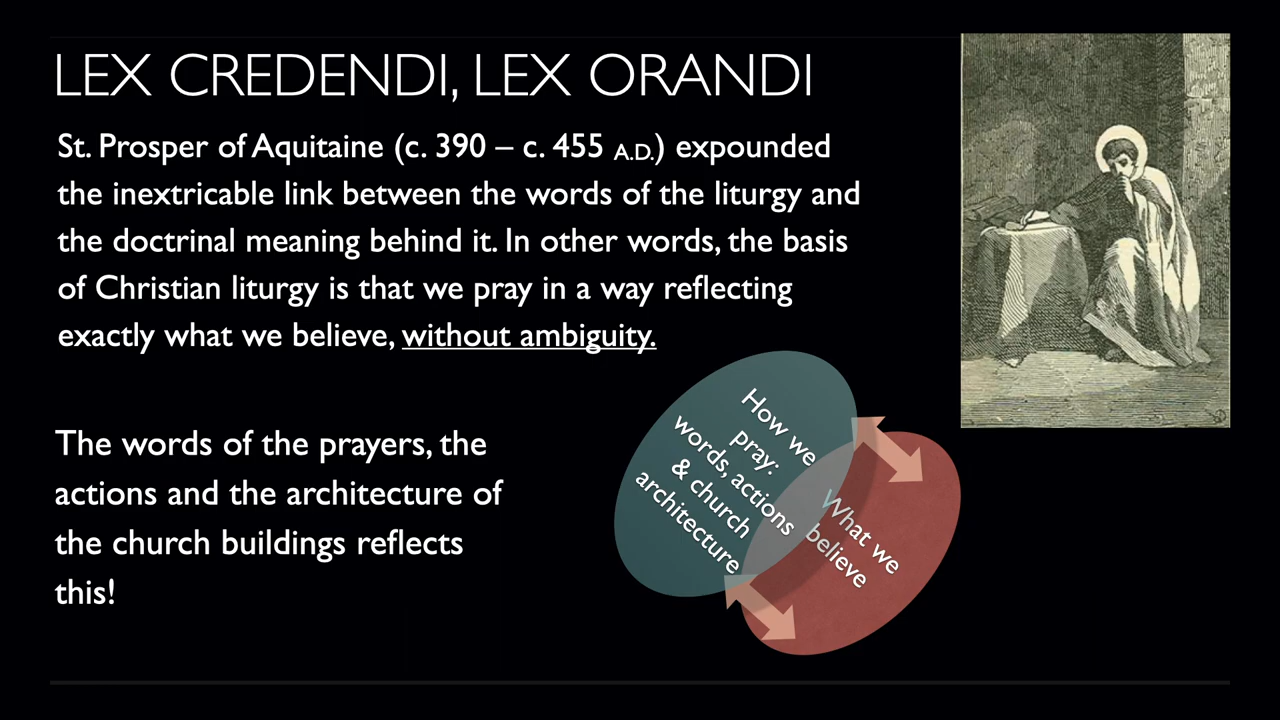 LEX CREDENDI, LEX ORANDI
St. Prosper of Aquitaine (c. 390 – c. 455 A.D.) expounded
the inextricable link between the words of the liturgy and
the doctrinal meaning behind it. In other words, the basis
of Christian liturgy is that we pray in a way reflecting
exactly what we believe, without ambiguity.
The words of the prayers, the
actions and the architecture of
the church buildings reflects
this!
How we
pray:
words, actions
& church
architecture
What we
believe